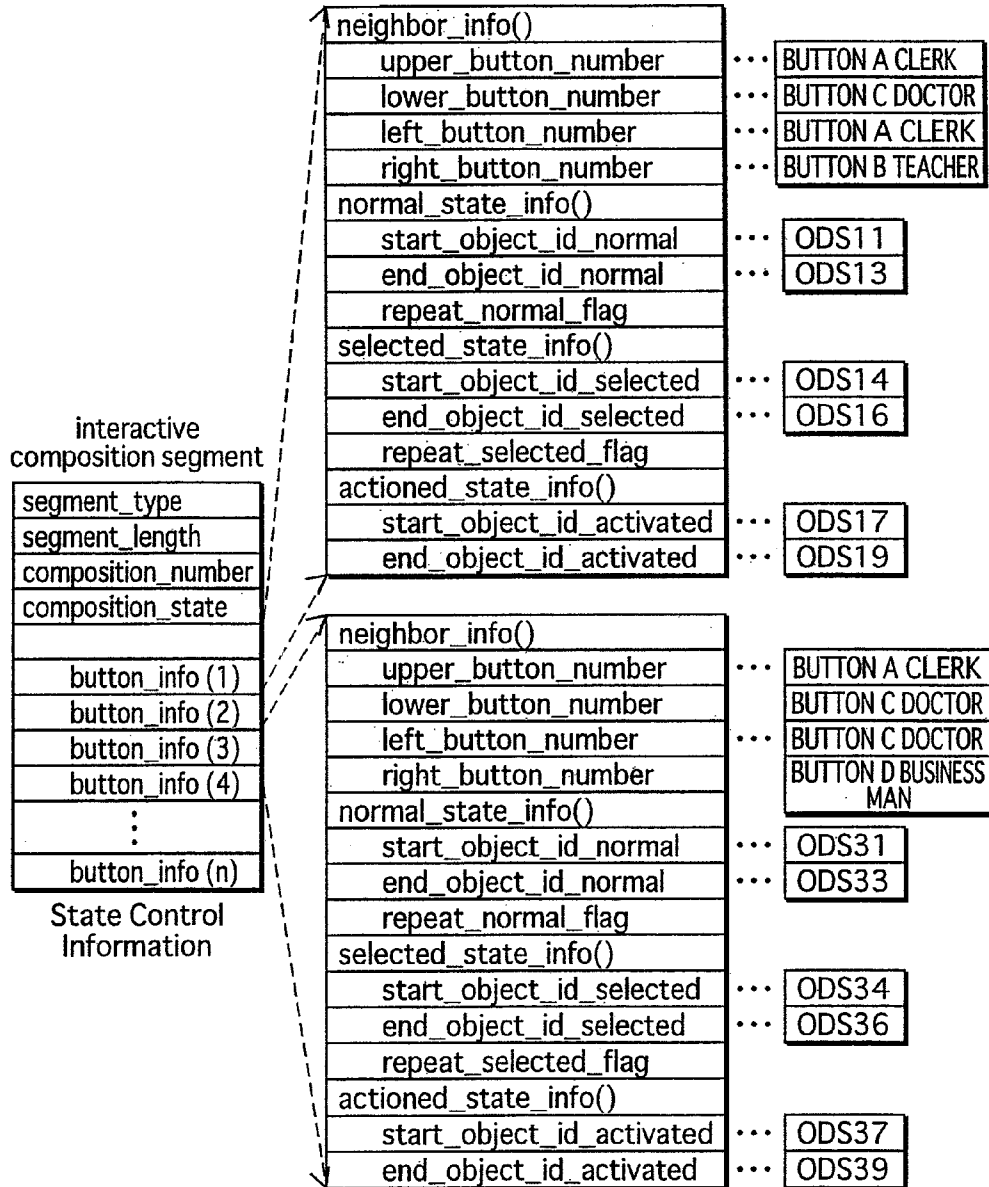 neighbor_info()
upper_button_number ··· BUTTON A CLERK
lower_button_number ··· BUTTON C DOCTOR
left_button_number ··· BUTTON A CLERK
right_button_number ··· BUTTON B TEACHER
normal_state_info()
start_object_id_normal ··· ODS11
end_object_id_normal ··· ODS13
repeat_normal_flag
selected_state_info()
start_object_id_selected ··· ODS14
end_object_id_selected ··· ODS16
repeat_selected_flag
actioned_state_info()
start_object_id_activated ··· ODS17
end_object_id_activated ··· ODS19
interactive
composition segment
segment_type
segment_length
composition_number
composition_state
button_info (1)
button_info (2)
button_info (3)
button_info (4)
⋮
button_info (n)
State Control
Information
neighbor_info()
upper_button_number ··· BUTTON A CLERK
lower_button_number BUTTON C DOCTOR
left_button_number ··· BUTTON C DOCTOR
right_button_number BUTTON D BUSINESS
MAN
normal_state_info()
start_object_id_normal ··· ODS31
end_object_id_normal ··· ODS33
repeat_normal_flag
selected_state_info()
start_object_id_selected ··· ODS34
end_object_id_selected ··· ODS36
repeat_selected_flag
actioned_state_info()
start_object_id_activated ··· ODS37
end_object_id_activated ··· ODS39